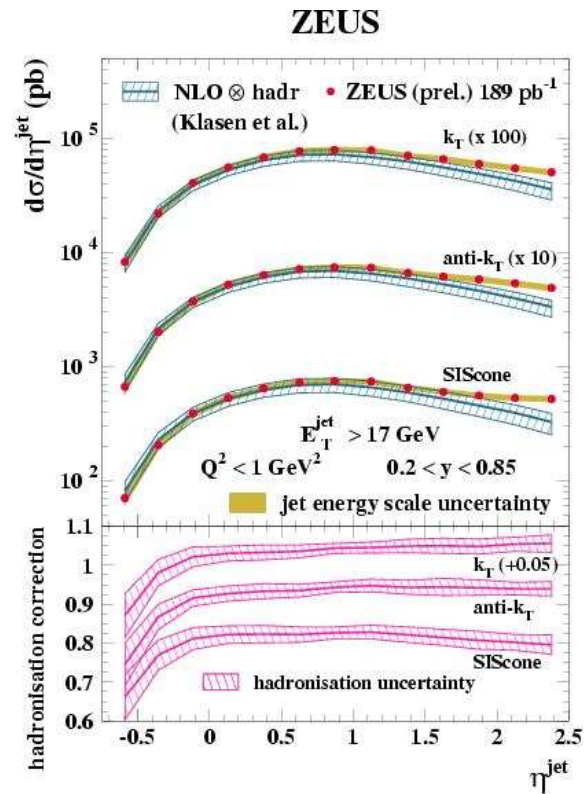 ZEUS
dσ/dη^jet (pb)
NLO ⊗ hadr
(Klasen et al.)
ZEUS (prel.) 189 pb^-1
10^5
10^4
10^3
10^2
k_T (x 100)
anti-k_T (x 10)
SIScone
E_T^jet > 17 GeV
Q^2 < 1 GeV^2 0.2 < y < 0.85
jet energy scale uncertainty
hadronisation correction
1.1
1
0.9
0.8
0.7
0.6
k_T (+0.05)
anti-k_T
SIScone
hadronisation uncertainty
-0.5 0 0.5 1 1.5 2 2.5
η^jet